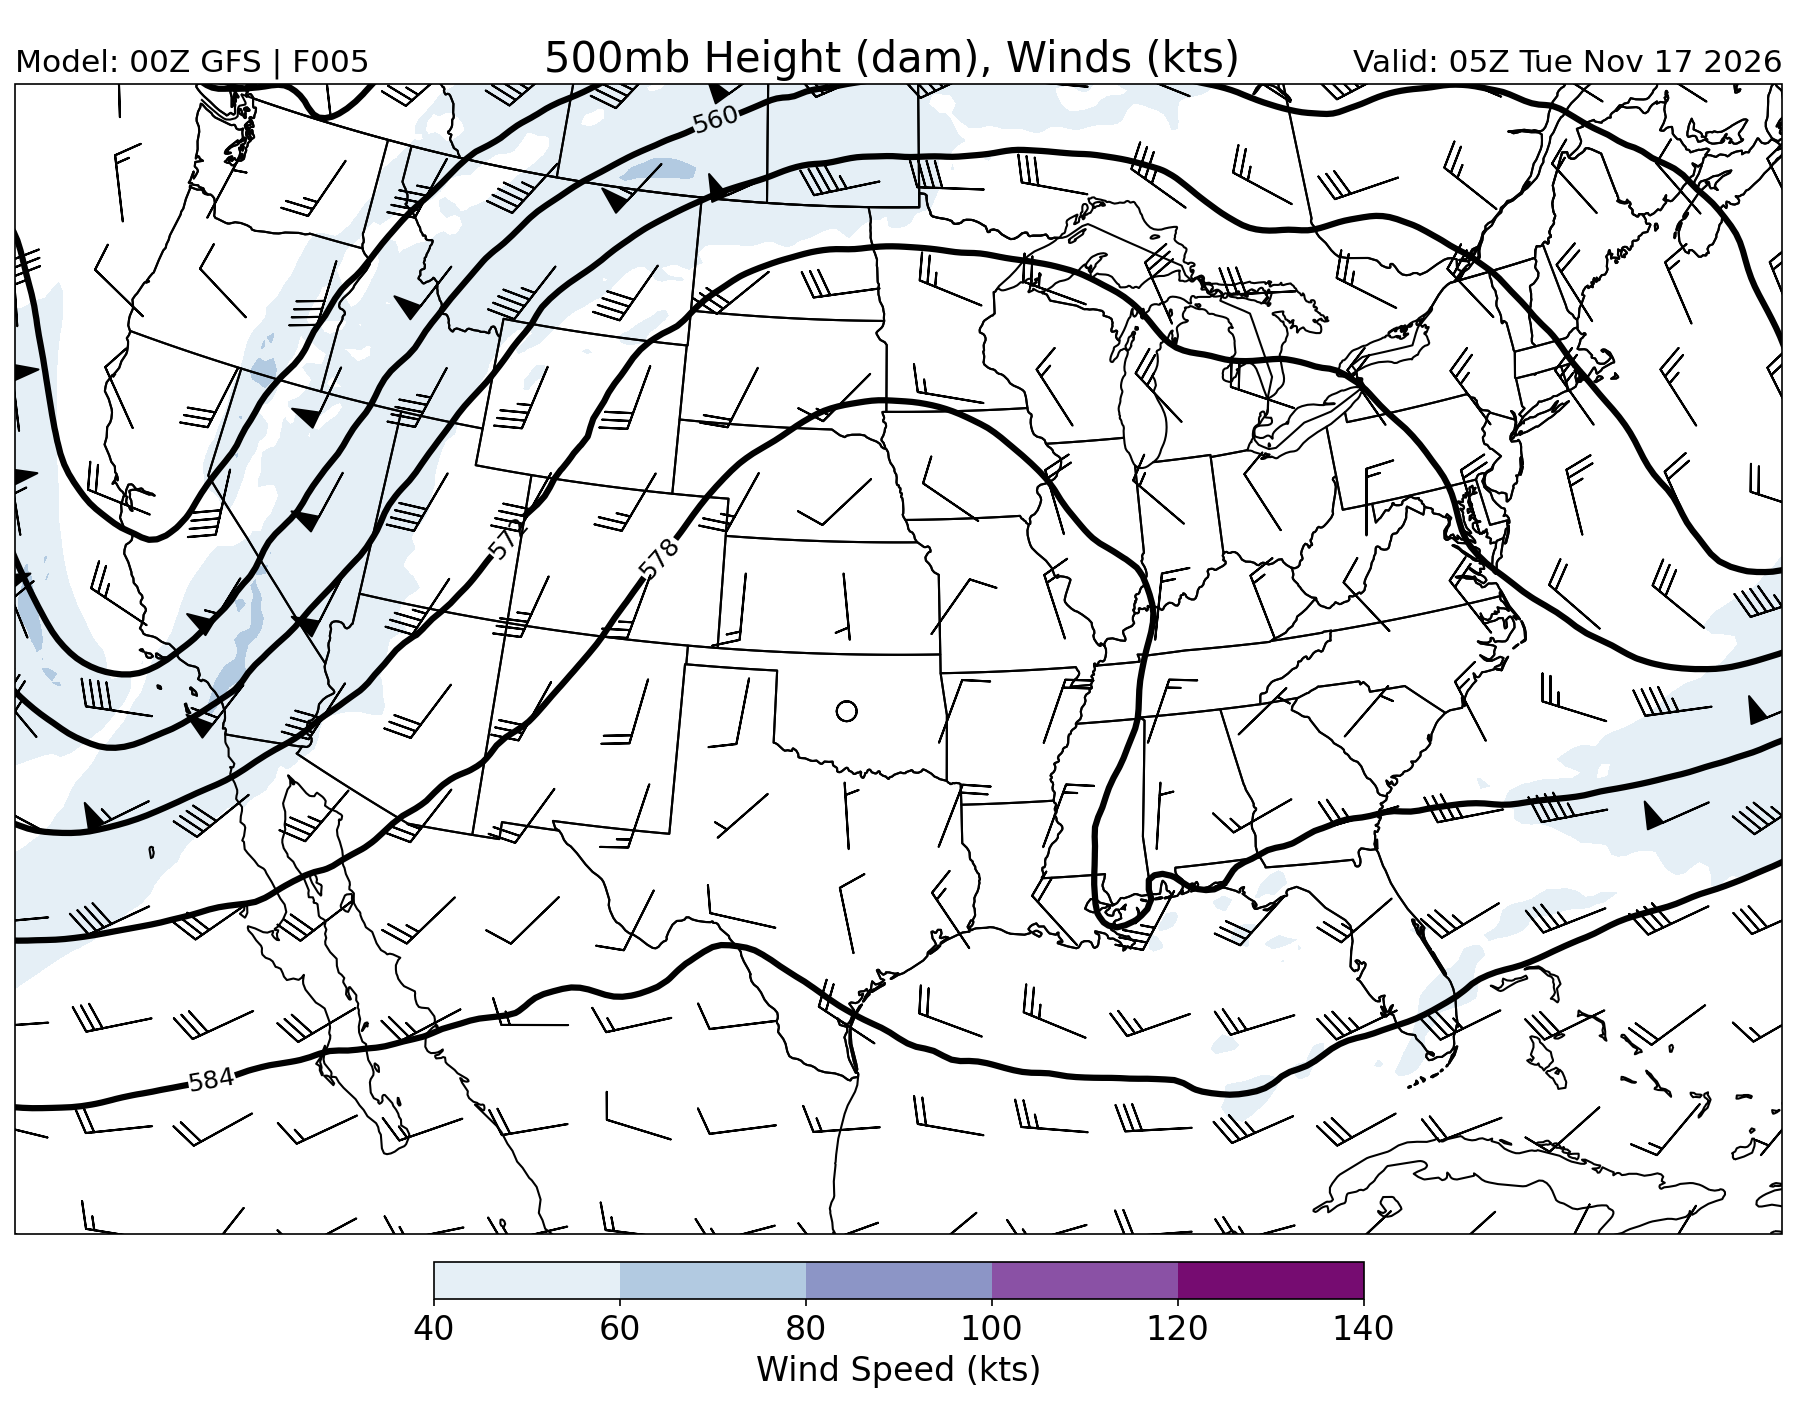 Model: 00Z GFS | F005
500mb Height (dam), Winds (kts)
Valid: 05Z Tue Nov 17 2026
560
572
578
584
40 60 80 100 120 140
Wind Speed (kts)